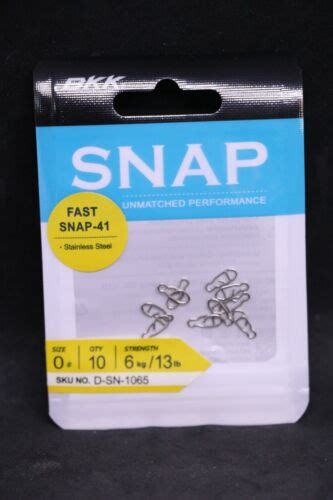 DKK
SNAP
UNMATCHED PERFORMANCE
FAST
SNAP-41
• Stainless Steel
SIZE QTY STRENGTH
0# 10 6kg/13lb
SKU NO. D-SN-1065